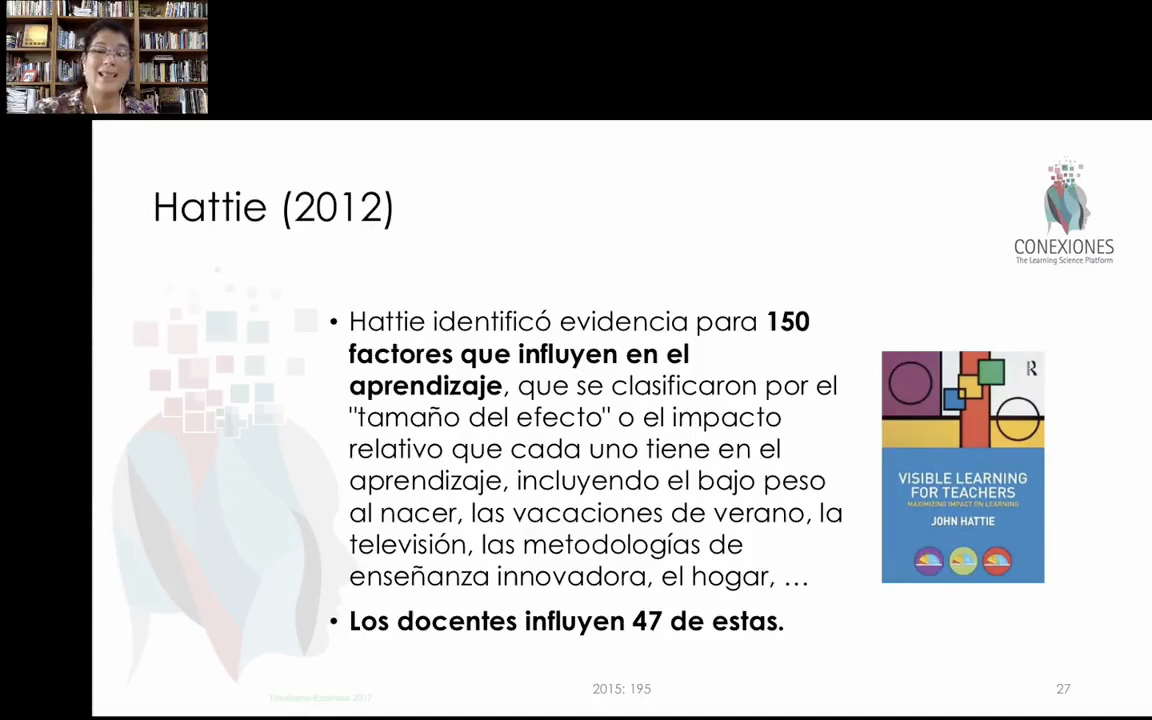 Hattie (2012)
CONEXIONES
The Learning Science Platform
• Hattie identificó evidencia para 150
factores que influyen en el
aprendizaje, que se clasificaron por el
"tamaño del efecto" o el impacto
relativo que cada uno tiene en el
aprendizaje, incluyendo el bajo peso
al nacer, las vacaciones de verano, la
televisión, las metodologías de
enseñanza innovadora, el hogar, …
• Los docentes influyen 47 de estas.
R
VISIBLE LEARNING
FOR TEACHERS
MAXIMIZING IMPACT ON LEARNING
JOHN HATTIE
Tokuhama-Espinosa 2017
2015: 195
27